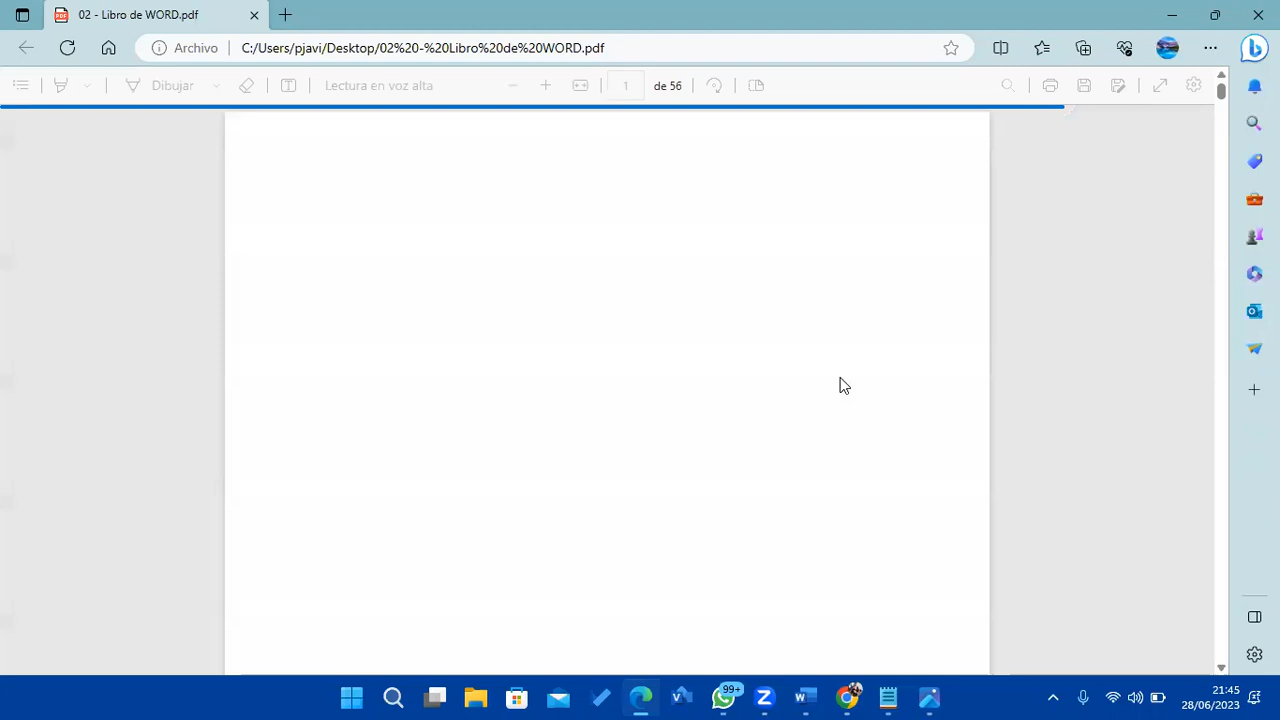 02 - Libro de WORD.pdf
Archivo
C:/Users/pjavi/Desktop/02%20-%20Libro%20de%20WORD.pdf
Dibujar
Lectura en voz alta
1
de 56
99+
21:45
28/06/2023